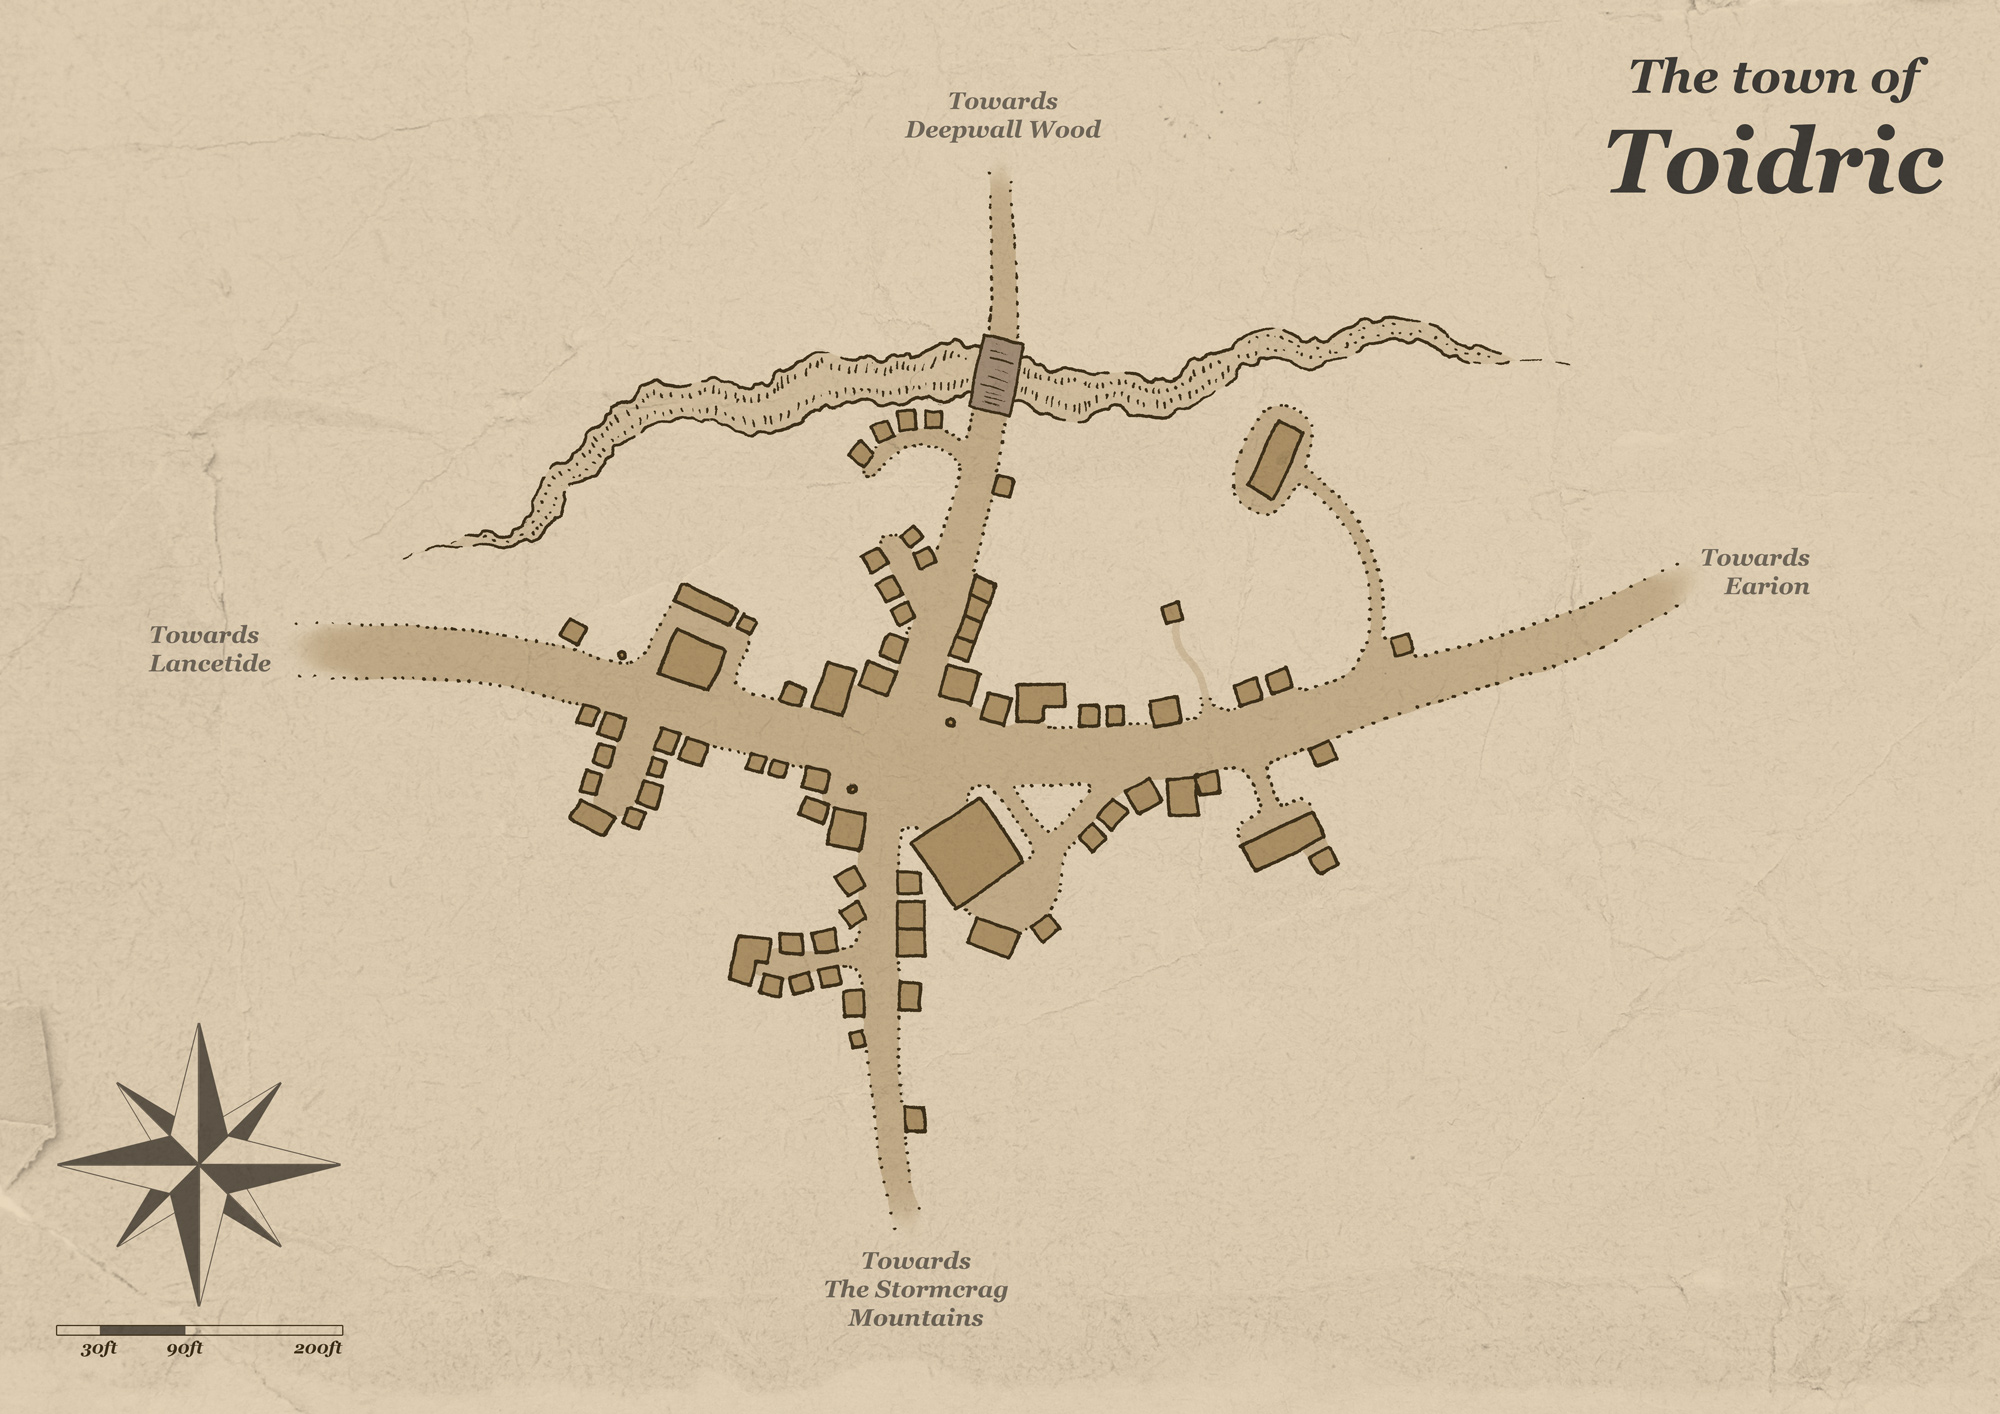 The town of
Toidric
Towards
Deepwall Wood
Towards
Earion
Towards
Lancetide
Towards
The Stormcrag
Mountains
30ft 90ft 200ft